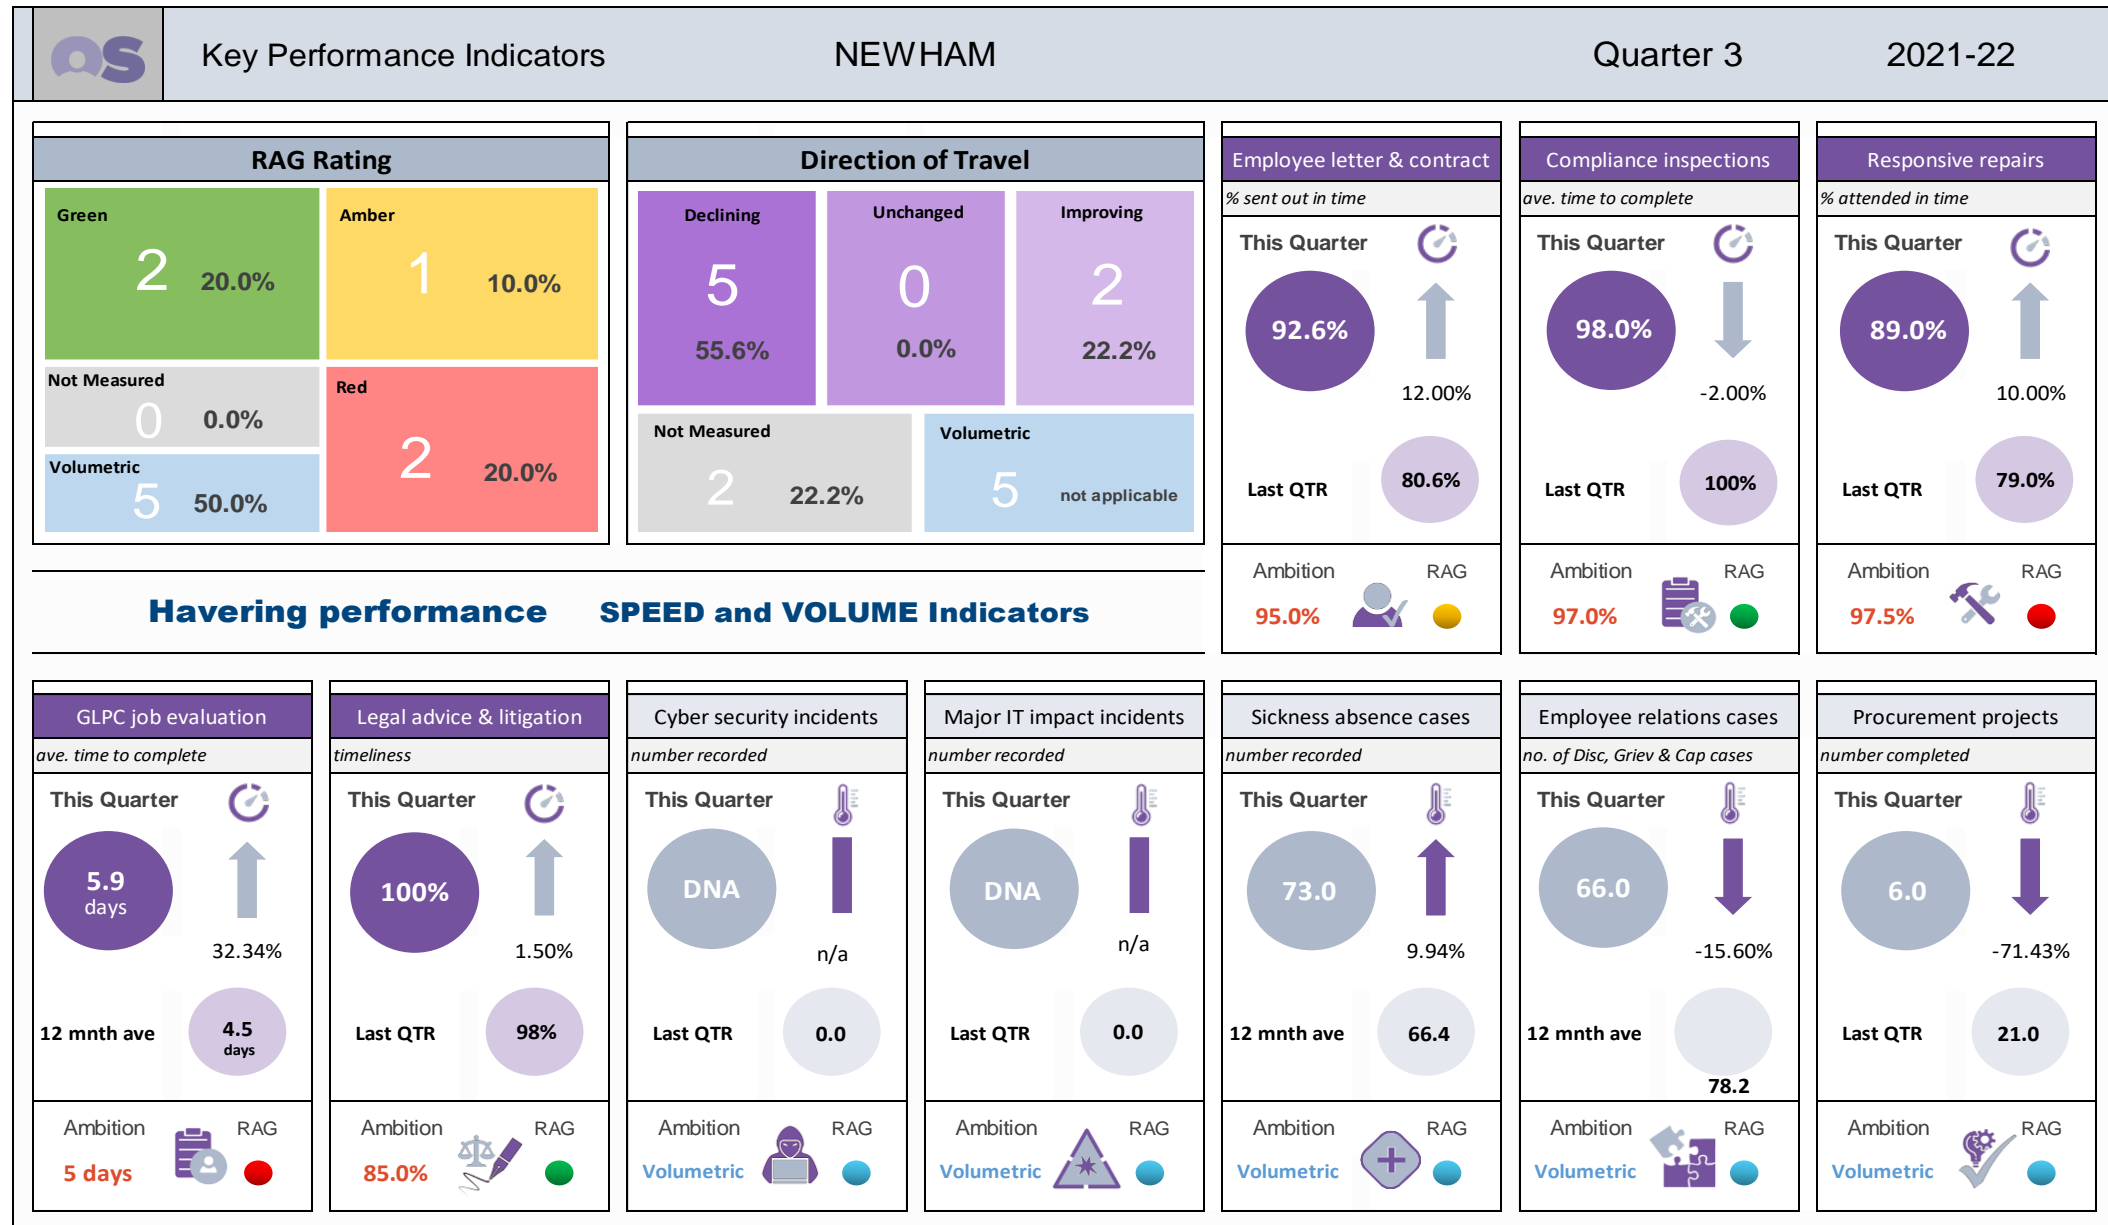 OS Key Performance Indicators NEWHAM Quarter 3 2021-22
RAG Rating
Green
2 20.0%
Amber
1 10.0%
Not Measured
0 0.0%
Red
2 20.0%
Volumetric
5 50.0%
Direction of Travel
Declining
5
55.6%
Unchanged
0
0.0%
Improving
2
22.2%
Not Measured
2 22.2%
Volumetric
5 not applicable
Employee letter & contract
% sent out in time
This Quarter
92.6%
12.00%
Last QTR 80.6%
Ambition RAG
95.0%
Compliance inspections
ave. time to complete
This Quarter
98.0%
-2.00%
Last QTR 100%
Ambition RAG
97.0%
Responsive repairs
% attended in time
This Quarter
89.0%
10.00%
Last QTR 79.0%
Ambition RAG
97.5%
Havering performance SPEED and VOLUME Indicators
GLPC job evaluation
ave. time to complete
This Quarter
5.9
days
32.34%
12 mnth ave 4.5
days
Ambition RAG
5 days
Legal advice & litigation
timeliness
This Quarter
100%
1.50%
Last QTR 98%
Ambition RAG
85.0%
Cyber security incidents
number recorded
This Quarter
DNA
n/a
Last QTR 0.0
Ambition RAG
Volumetric
Major IT impact incidents
number recorded
This Quarter
DNA
n/a
Last QTR 0.0
Ambition RAG
Volumetric
Sickness absence cases
number recorded
This Quarter
73.0
9.94%
12 mnth ave 66.4
Ambition RAG
Volumetric
Employee relations cases
no. of Disc, Griev & Cap cases
This Quarter
66.0
-15.60%
12 mnth ave
78.2
Ambition RAG
Volumetric
Procurement projects
number completed
This Quarter
6.0
-71.43%
Last QTR 21.0
Ambition RAG
Volumetric